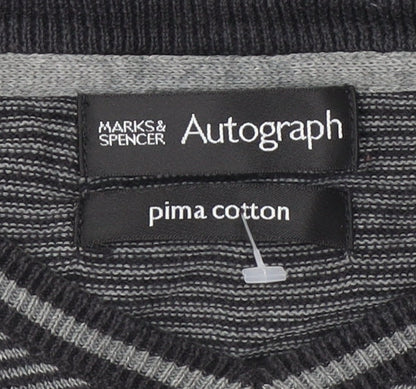 MARKS &
SPENCER Autograph
pima cotton